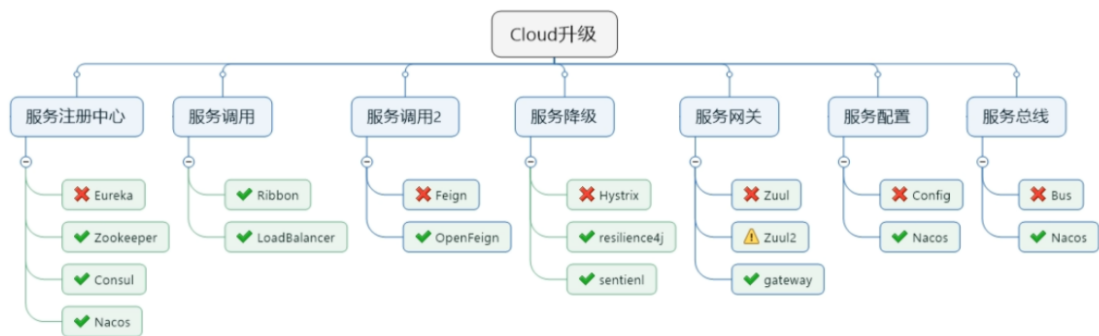 Cloud升级
服务注册中心
服务调用
服务调用2
服务降级
服务网关
服务配置
服务总线
Eureka
Zookeeper
Consul
Nacos
Ribbon
LoadBalancer
Feign
OpenFeign
Hystrix
resilience4j
sentienl
Zuul
Zuul2
gateway
Config
Nacos
Bus
Nacos